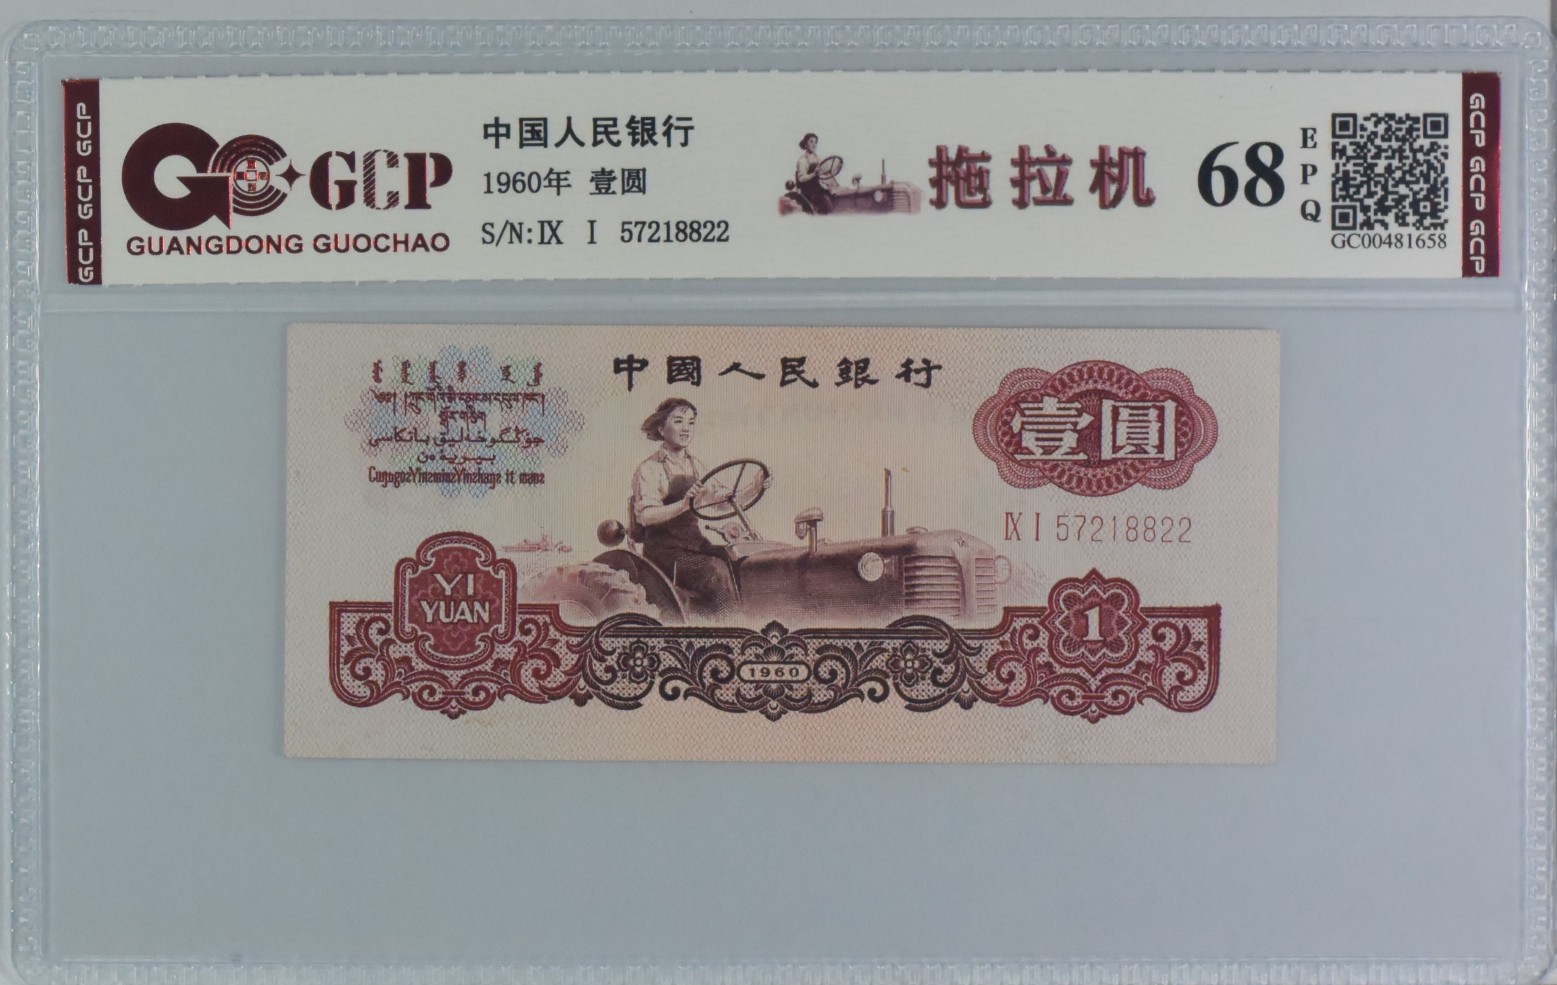 GCP GCP GCP
GCP
GUANGDONG GUOCHAO
中国人民银行
1960年 壹圆
S/N:Ⅸ Ⅰ 57218822
拖拉机
68
EPQ
GC00481658
GCP GCP GCP
中國人民銀行
壹圓
Ⅸ Ⅰ 57218822
YI
YUAN
1960
1